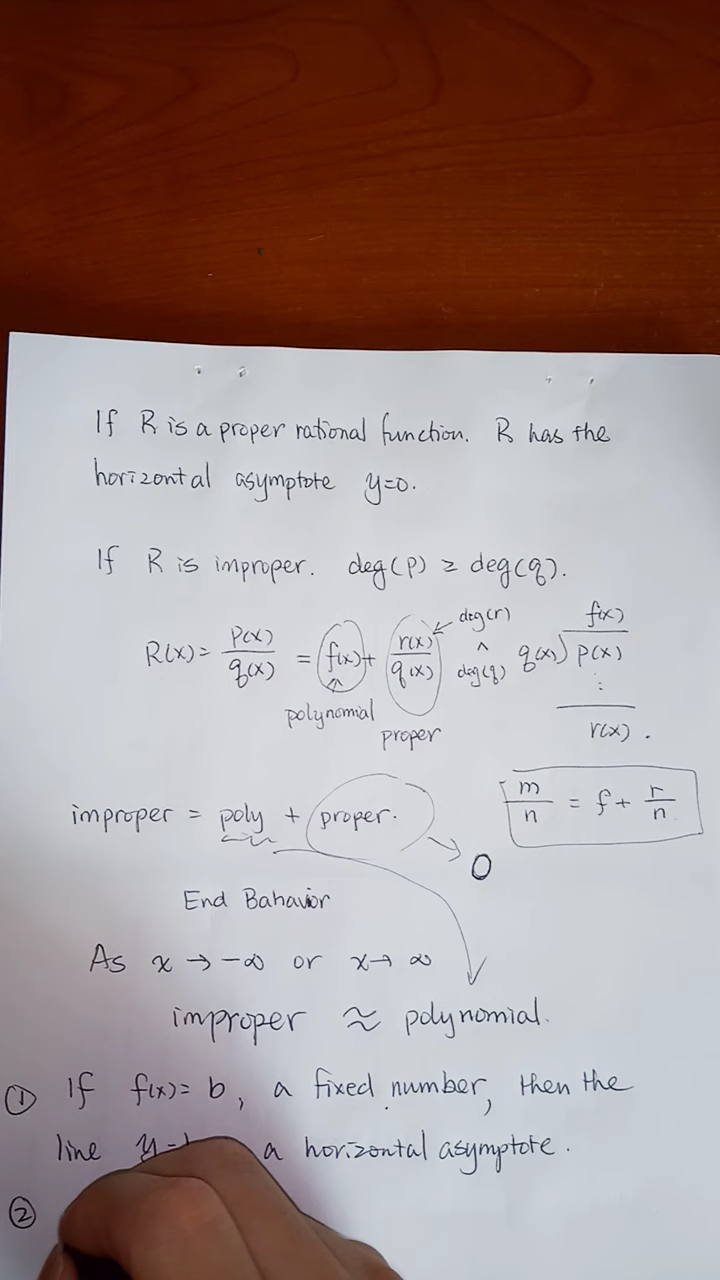 If R is a proper rational function. R has the
horizontal asymptote y=0.
If R is improper. deg(p) ≥ deg(q).
R(x) = p(x)/q(x) = f(x) + r(x)/q(x)
deg(r)
^
deg(q)
polynomial
proper
f(x)
q(x)) p(x)
:
r(x).
m/n = f + r/n
improper = poly + proper.
0
End Bahavior
As x → -∞ or x → ∞
improper ≈ polynomial.
① If f(x) = b, a fixed number, then the
line y= a horizontal asymptote.
②